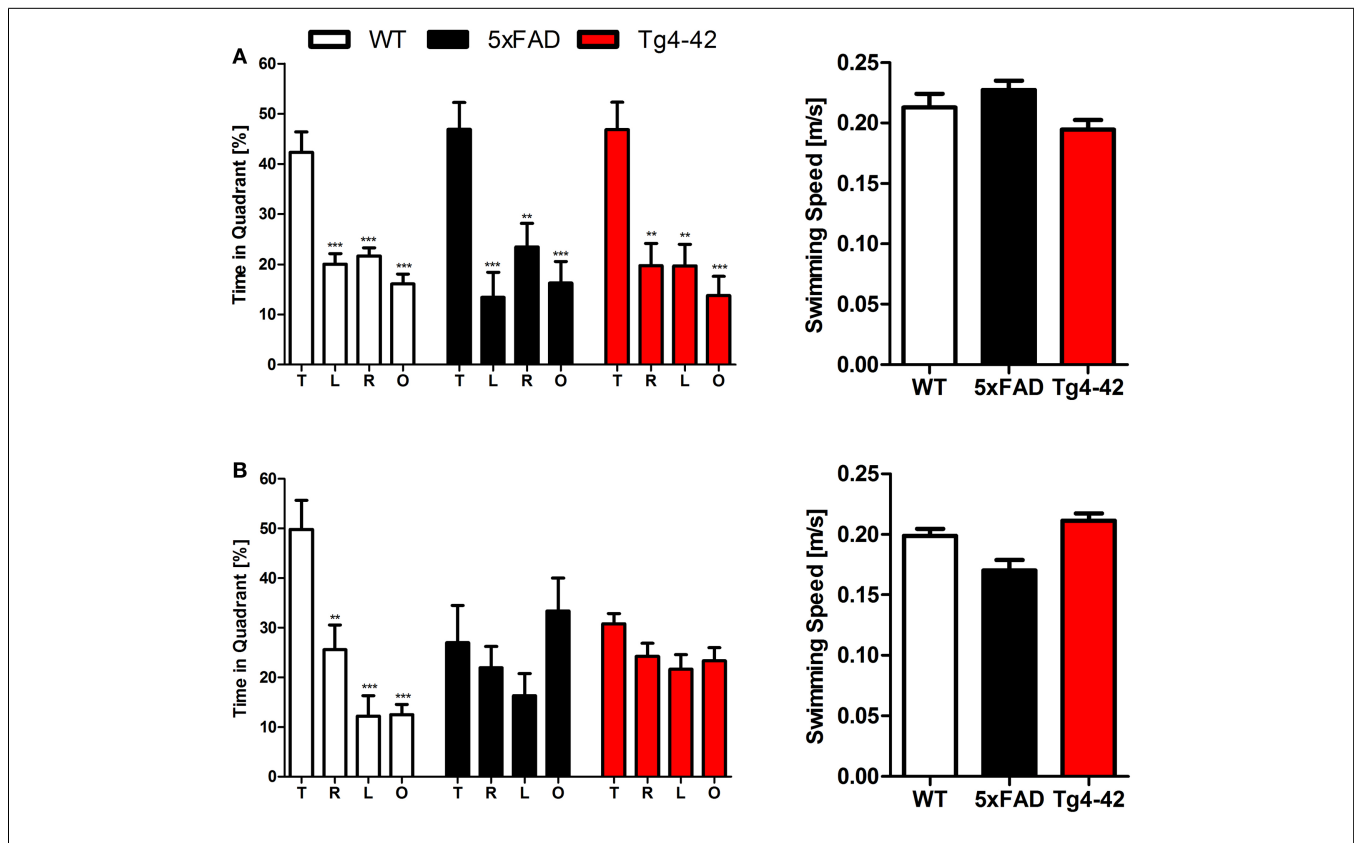 A
WT 5xFAD Tg4-42
Time in Quadrant [%]
60
50
40
30
20
10
0
*** *** ***
*** ** ***
** ** ***
T L R O T L R O T R L O
Swimming Speed [m/s]
0.25
0.20
0.15
0.10
0.05
0.00
WT 5xFAD Tg4-42
B
Time in Quadrant [%]
60
50
40
30
20
10
0
** *** ***
T R L O T R L O T R L O
Swimming Speed [m/s]
0.25
0.20
0.15
0.10
0.05
0.00
WT 5xFAD Tg4-42